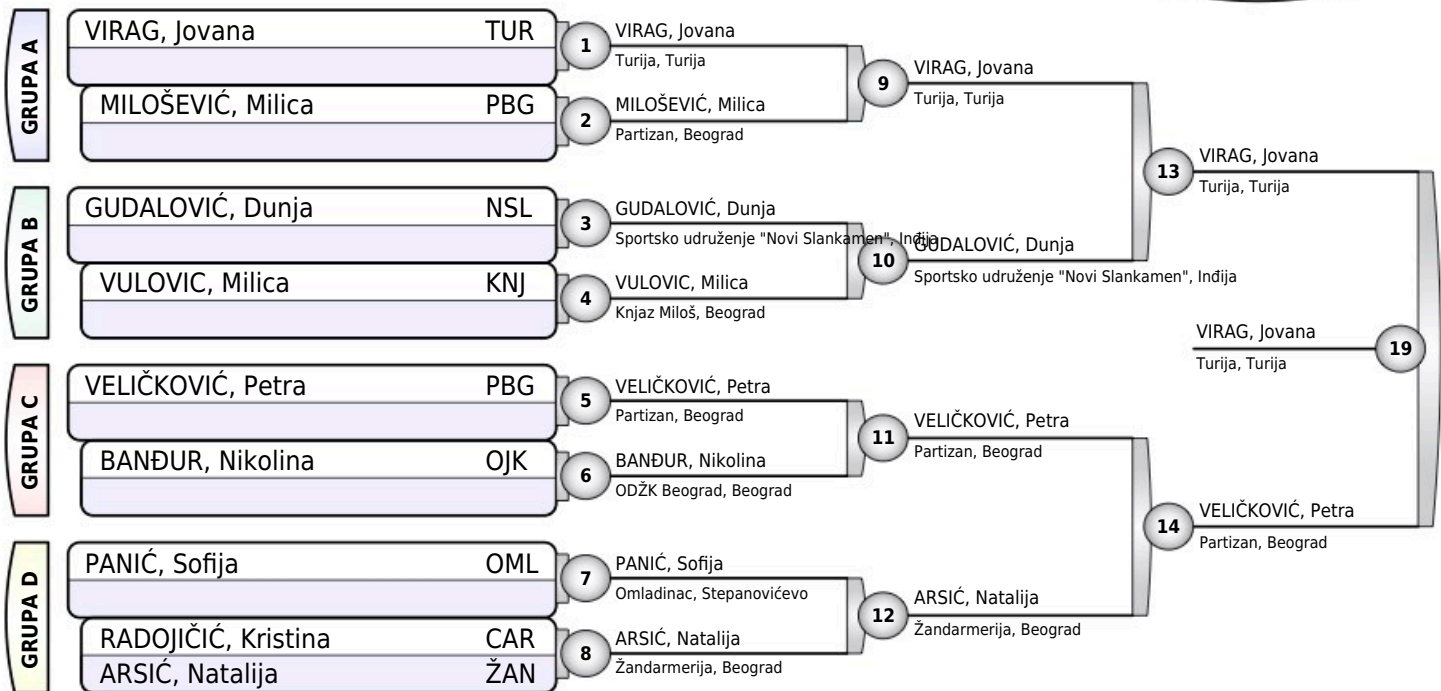 GRUPA A
VIRAG, Jovana TUR
MILOŠEVIĆ, Milica PBG
1
VIRAG, Jovana
Turija, Turija
2
MILOŠEVIĆ, Milica
Partizan, Beograd
9
VIRAG, Jovana
Turija, Turija
GRUPA B
GUDALOVIĆ, Dunja NSL
VULOVIC, Milica KNJ
3
GUDALOVIĆ, Dunja
Sportsko udruženje "Novi Slankamen", Inđija
4
VULOVIC, Milica
Knjaz Miloš, Beograd
10
GUDALOVIĆ, Dunja
Sportsko udruženje "Novi Slankamen", Inđija
13
VIRAG, Jovana
Turija, Turija
GRUPA C
VELIČKOVIĆ, Petra PBG
BANĐUR, Nikolina OJK
5
VELIČKOVIĆ, Petra
Partizan, Beograd
6
BANĐUR, Nikolina
ODŽK Beograd, Beograd
11
VELIČKOVIĆ, Petra
Partizan, Beograd
GRUPA D
PANIĆ, Sofija OML
RADOJIČIĆ, Kristina CAR
ARSIĆ, Natalija ŽAN
7
PANIĆ, Sofija
Omladinac, Stepanovićevo
8
ARSIĆ, Natalija
Žandarmerija, Beograd
12
ARSIĆ, Natalija
Žandarmerija, Beograd
14
VELIČKOVIĆ, Petra
Partizan, Beograd
VIRAG, Jovana
Turija, Turija
19